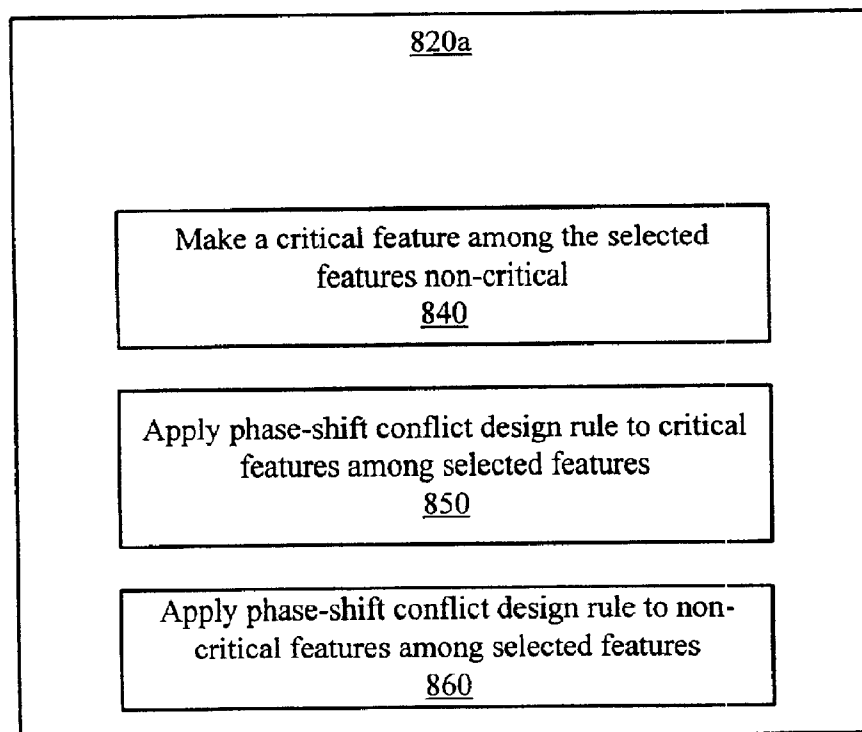 820a
Make a critical feature among the selected
features non-critical
840
Apply phase-shift conflict design rule to critical
features among selected features
850
Apply phase-shift conflict design rule to non-
critical features among selected features
860